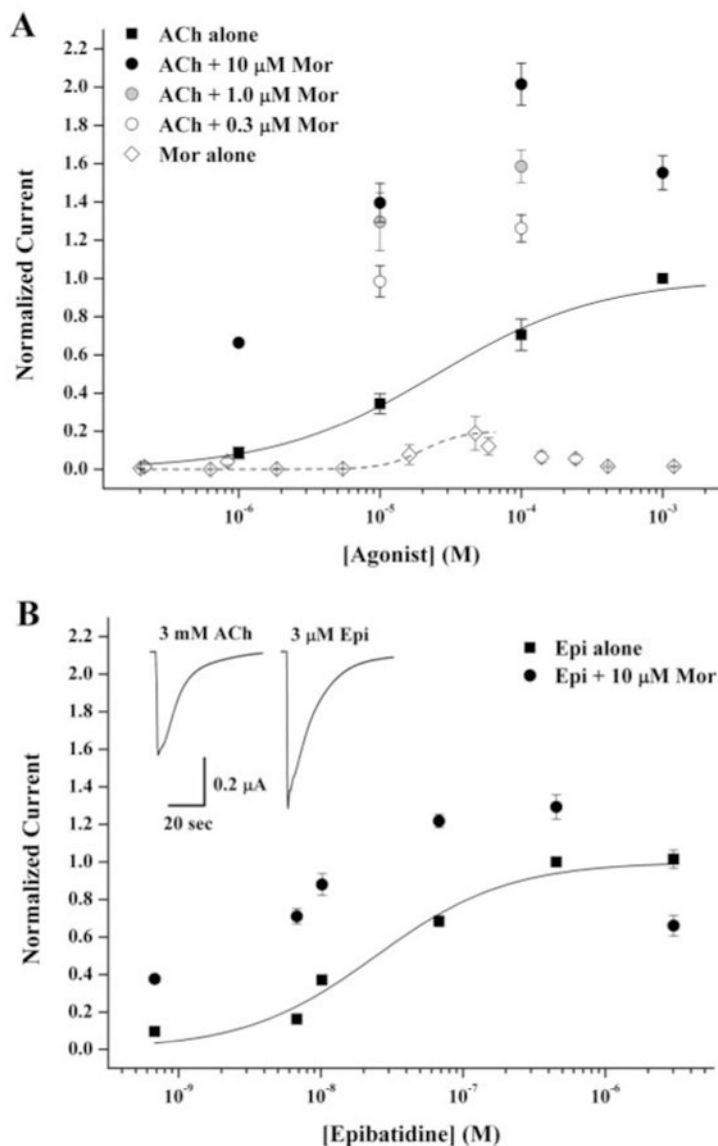 A
ACh alone
ACh + 10 μM Mor
ACh + 1.0 μM Mor
ACh + 0.3 μM Mor
Mor alone
2.2
2.0
1.8
1.6
1.4
1.2
1.0
0.8
0.6
0.4
0.2
0.0
Normalized Current
10⁻⁶
10⁻⁵
10⁻⁴
10⁻³
[Agonist] (M)
B
2.2
2.0
1.8
1.6
1.4
1.2
1.0
0.8
0.6
0.4
0.2
0.0
Normalized Current
3 mM ACh
3 μM Epi
0.2 μA
20 sec
Epi alone
Epi + 10 μM Mor
10⁻⁹
10⁻⁸
10⁻⁷
10⁻⁶
[Epibatidine] (M)